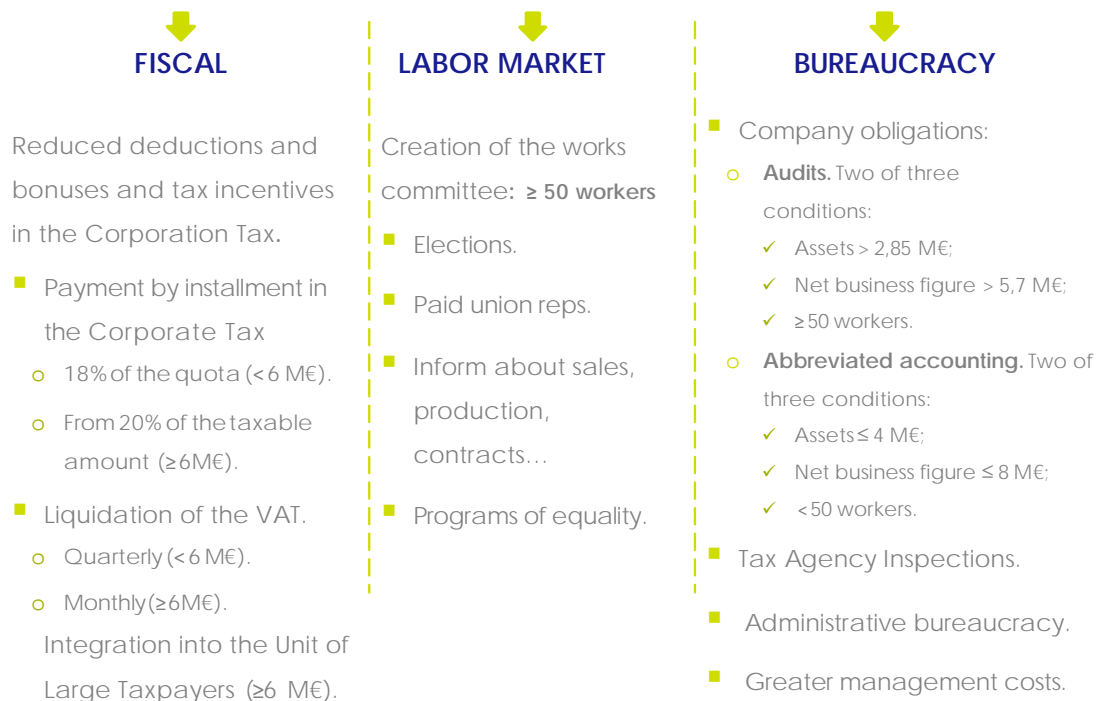 FISCAL
Reduced deductions and
bonuses and tax incentives
in the Corporation Tax.
Payment by installment in
the Corporate Tax
18% of the quota (<6 M€).
From 20% of the taxable
amount (≥6M€).
Liquidation of the VAT.
Quarterly (<6 M€).
Monthly (≥6M€).
Integration into the Unit of
Large Taxpayers (≥6 M€).
LABOR MARKET
Creation of the works
committee: ≥ 50 workers
Elections.
Paid union reps.
Inform about sales,
production,
contracts…
Programs of equality.
BUREAUCRACY
Company obligations:
Audits. Two of three
conditions:
Assets > 2,85 M€;
Net business figure > 5,7 M€;
≥ 50 workers.
Abbreviated accounting. Two of
three conditions:
Assets ≤ 4 M€;
Net business figure ≤ 8 M€;
<50 workers.
Tax Agency Inspections.
Administrative bureaucracy.
Greater management costs.